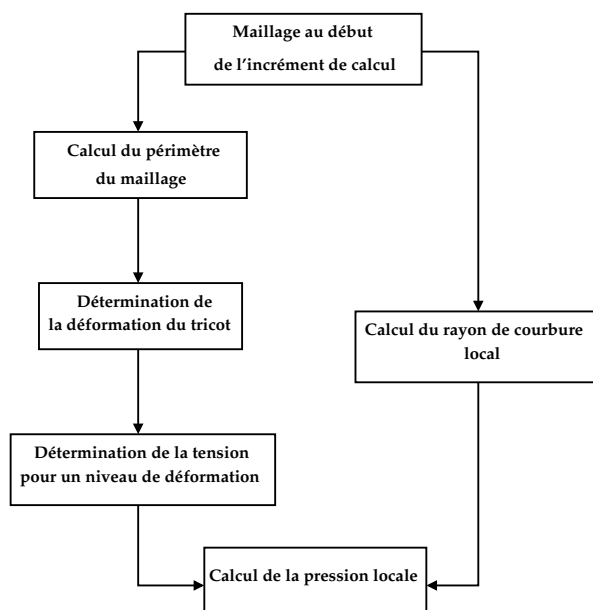 Maillage au début
de l'incrément de calcul
Calcul du périmètre
du maillage
Détermination de
la déformation du tricot
Calcul du rayon de courbure
local
Détermination de la tension
pour un niveau de déformation
Calcul de la pression locale